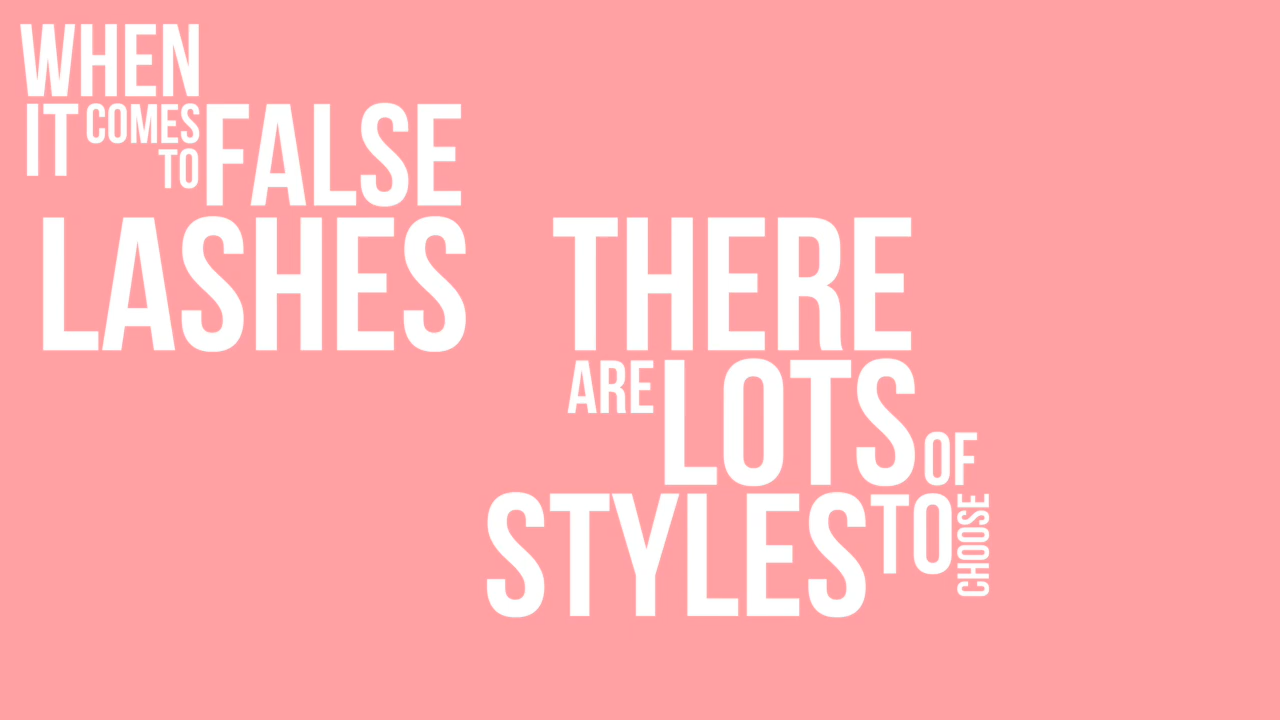 WHEN
IT COMES
TO FALSE
LASHES
THERE
ARE LOTS
OF
STYLES TO
CHOOSE